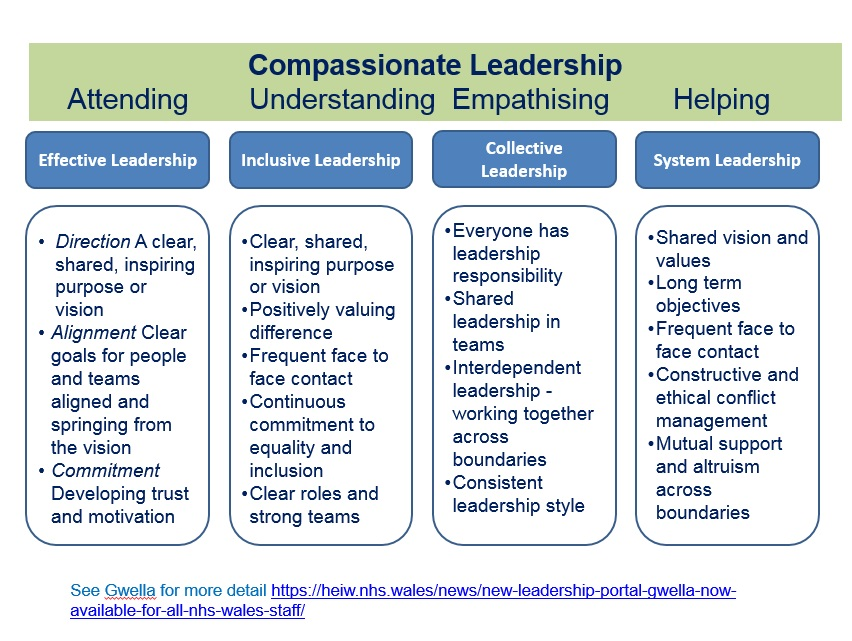 Compassionate Leadership
Attending Understanding Empathising Helping
Effective Leadership
• Direction A clear,
shared, inspiring
purpose or
vision
• Alignment Clear
goals for people
and teams
aligned and
springing from
the vision
• Commitment
Developing trust
and motivation
Inclusive Leadership
•Clear, shared,
inspiring purpose
or vision
•Positively valuing
difference
•Frequent face to
face contact
•Continuous
commitment to
equality and
inclusion
•Clear roles and
strong teams
Collective
Leadership
•Everyone has
leadership
responsibility
•Shared
leadership in
teams
•Interdependent
leadership -
working together
across
boundaries
•Consistent
leadership style
System Leadership
•Shared vision and
values
•Long term
objectives
•Frequent face to
face contact
•Constructive and
ethical conflict
management
•Mutual support
and altruism
across
boundaries
See Gwella for more detail https://heiw.nhs.wales/news/new-leadership-portal-gwella-now-
available-for-all-nhs-wales-staff/